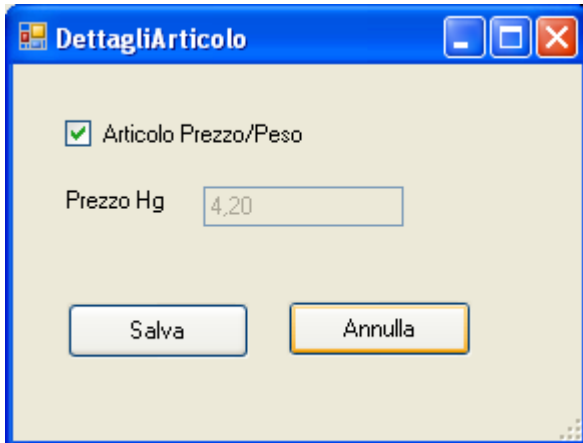 DettagliArticolo
Articolo Prezzo/Peso
Prezzo Hg 4,20
Salva Annulla